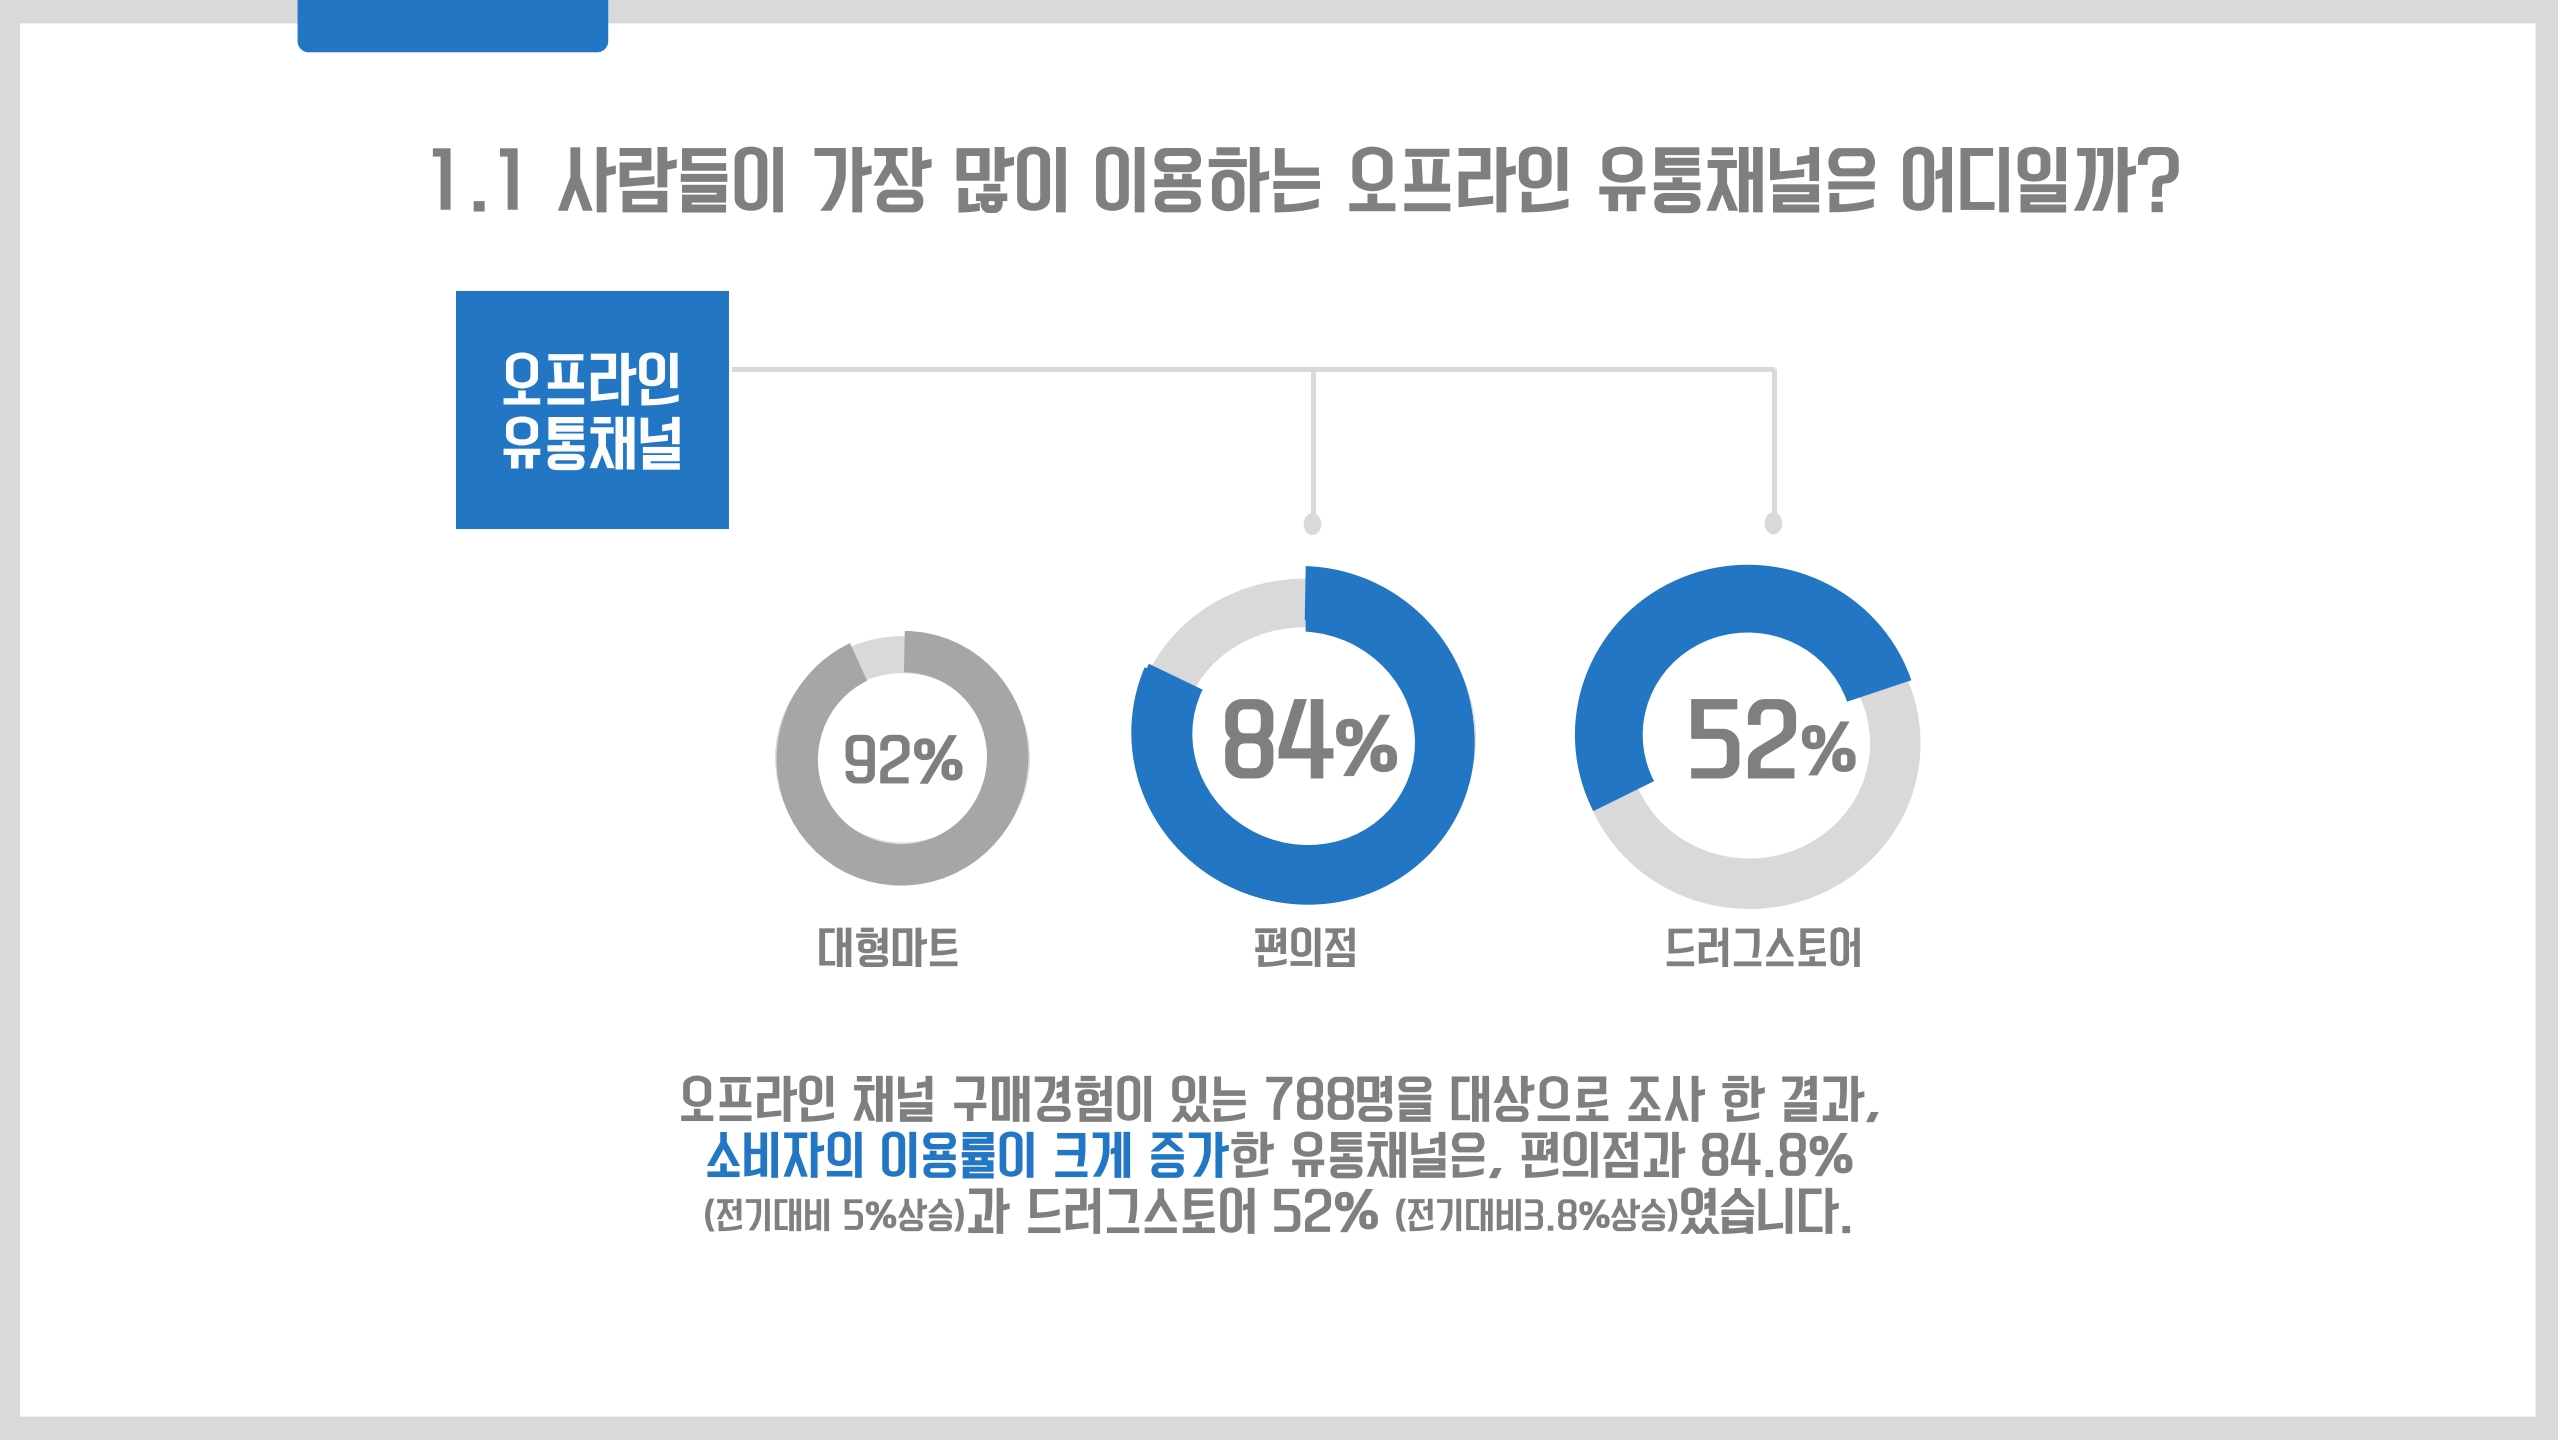 1.1 사람들이 가장 많이 이용하는 오프라인 유통채널은 어디일까?
오프라인
유통채널
92%
84%
52%
대형마트
편의점
드러그스토어
오프라인 채널 구매경험이 있는 788명을 대상으로 조사 한 결과,
소비자의 이용률이 크게 증가한 유통채널은, 편의점과 84.8%
(전기대비 5%상승)과 드러그스토어 52% (전기대비3.8%상승)였습니다.